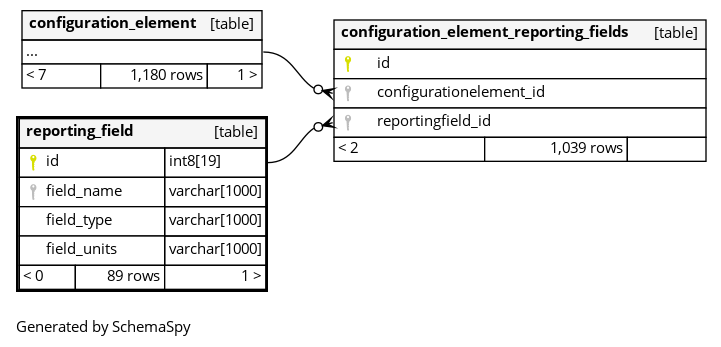 configuration_element [table]
...
< 7 1,180 rows 1 >
configuration_element_reporting_fields [table]
id
configurationelement_id
reportingfield_id
< 2 1,039 rows
reporting_field [table]
id int8[19]
field_name varchar[1000]
field_type varchar[1000]
field_units varchar[1000]
< 0 89 rows 1 >
Generated by SchemaSpy